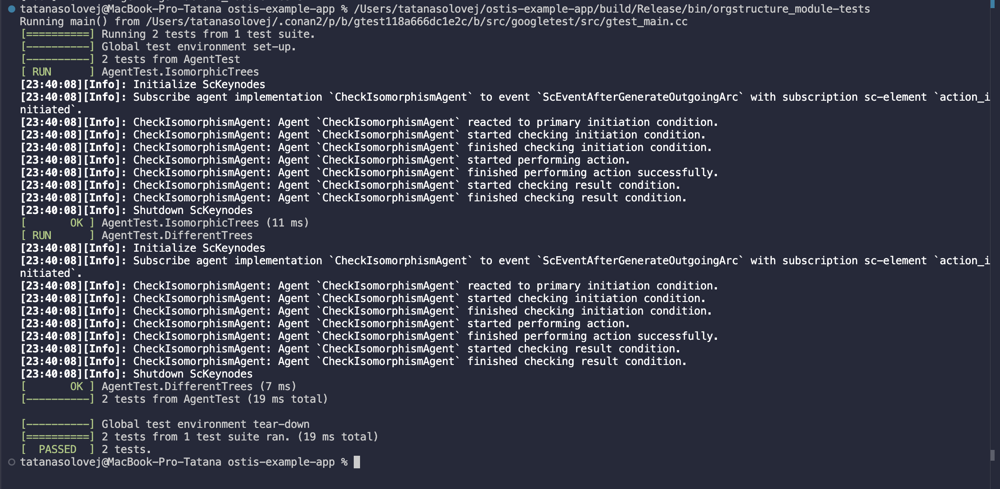 tatanasolovej@MacBook-Pro-Tatana ostis-example-app % /Users/tatanasolovej/ostis-example-app/build/Release/bin/orgstructure_module-tests
Running main() from /Users/tatanasolovej/.conan2/p/b/gtest118a666dc1e2c/b/src/googletest/src/gtest_main.cc
[==========] Running 2 tests from 1 test suite.
[----------] Global test environment set-up.
[----------] 2 tests from AgentTest
[ RUN      ] AgentTest.IsomorphicTrees
[23:40:08][Info]: Initialize ScKeynodes
[23:40:08][Info]: Subscribe agent implementation `CheckIsomorphismAgent` to event `ScEventAfterGenerateOutgoingArc` with subscription sc-element `action_i
nitiated`.
[23:40:08][Info]: CheckIsomorphismAgent: Agent `CheckIsomorphismAgent` reacted to primary initiation condition.
[23:40:08][Info]: CheckIsomorphismAgent: Agent `CheckIsomorphismAgent` started checking initiation condition.
[23:40:08][Info]: CheckIsomorphismAgent: Agent `CheckIsomorphismAgent` finished checking initiation condition.
[23:40:08][Info]: CheckIsomorphismAgent: Agent `CheckIsomorphismAgent` started performing action.
[23:40:08][Info]: CheckIsomorphismAgent: Agent `CheckIsomorphismAgent` finished performing action successfully.
[23:40:08][Info]: CheckIsomorphismAgent: Agent `CheckIsomorphismAgent` started checking result condition.
[23:40:08][Info]: CheckIsomorphismAgent: Agent `CheckIsomorphismAgent` finished checking result condition.
[23:40:08][Info]: Shutdown ScKeynodes
[       OK ] AgentTest.IsomorphicTrees (11 ms)
[ RUN      ] AgentTest.DifferentTrees
[23:40:08][Info]: Initialize ScKeynodes
[23:40:08][Info]: Subscribe agent implementation `CheckIsomorphismAgent` to event `ScEventAfterGenerateOutgoingArc` with subscription sc-element `action_i
nitiated`.
[23:40:08][Info]: CheckIsomorphismAgent: Agent `CheckIsomorphismAgent` reacted to primary initiation condition.
[23:40:08][Info]: CheckIsomorphismAgent: Agent `CheckIsomorphismAgent` started checking initiation condition.
[23:40:08][Info]: CheckIsomorphismAgent: Agent `CheckIsomorphismAgent` finished checking initiation condition.
[23:40:08][Info]: CheckIsomorphismAgent: Agent `CheckIsomorphismAgent` started performing action.
[23:40:08][Info]: CheckIsomorphismAgent: Agent `CheckIsomorphismAgent` finished performing action successfully.
[23:40:08][Info]: CheckIsomorphismAgent: Agent `CheckIsomorphismAgent` started checking result condition.
[23:40:08][Info]: CheckIsomorphismAgent: Agent `CheckIsomorphismAgent` finished checking result condition.
[23:40:08][Info]: Shutdown ScKeynodes
[       OK ] AgentTest.DifferentTrees (7 ms)
[----------] 2 tests from AgentTest (19 ms total)

[----------] Global test environment tear-down
[==========] 2 tests from 1 test suite ran. (19 ms total)
[  PASSED  ] 2 tests.
tatanasolovej@MacBook-Pro-Tatana ostis-example-app %